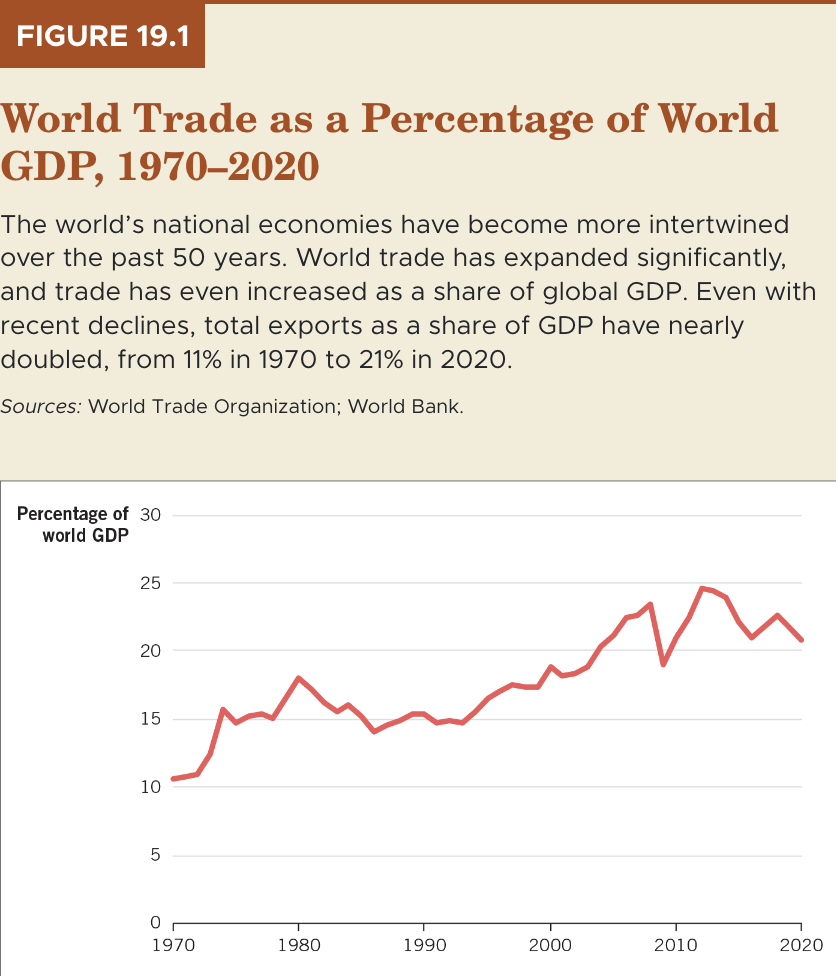 FIGURE 19.1
World Trade as a Percentage of World
GDP, 1970–2020
The world’s national economies have become more intertwined
over the past 50 years. World trade has expanded significantly,
and trade has even increased as a share of global GDP. Even with
recent declines, total exports as a share of GDP have nearly
doubled, from 11% in 1970 to 21% in 2020.
Sources: World Trade Organization; World Bank.
Percentage of
world GDP
30
25
20
15
10
5
0
1970 1980 1990 2000 2010 2020